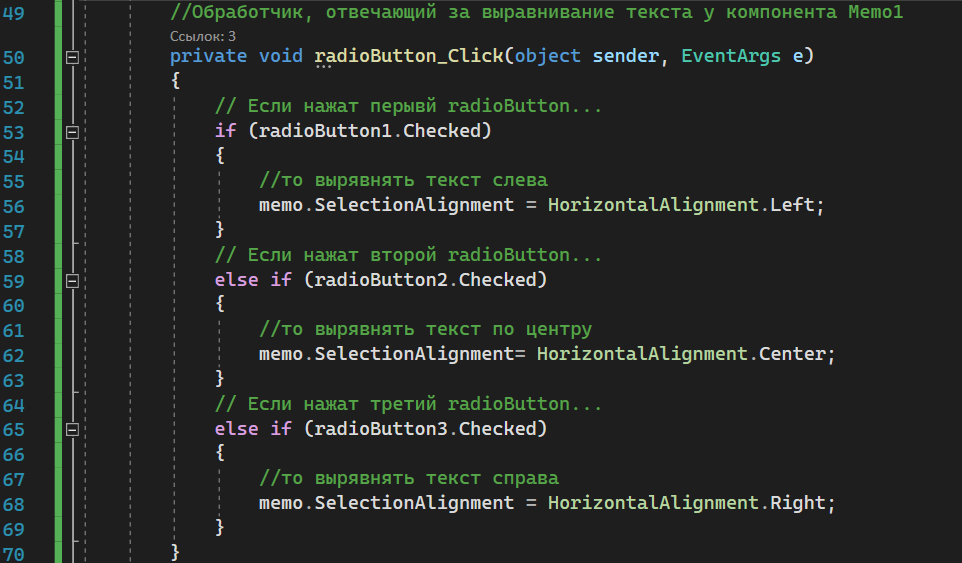 49 //Обработчик, отвечающий за выравнивание текста у компонента Memo1
Ссылок: 3
50 private void radioButton_Click(object sender, EventArgs e)
51 {
52 // Если нажат перывй radioButton...
53 if (radioButton1.Checked)
54 {
55 //то вырявнять текст слева
56 memo.SelectionAlignment = HorizontalAlignment.Left;
57 }
58 // Если нажат второй radioButton...
59 else if (radioButton2.Checked)
60 {
61 //то вырявнять текст по центру
62 memo.SelectionAlignment= HorizontalAlignment.Center;
63 }
64 // Если нажат третий radioButton...
65 else if (radioButton3.Checked)
66 {
67 //то вырявнять текст справа
68 memo.SelectionAlignment = HorizontalAlignment.Right;
69 }
70 }